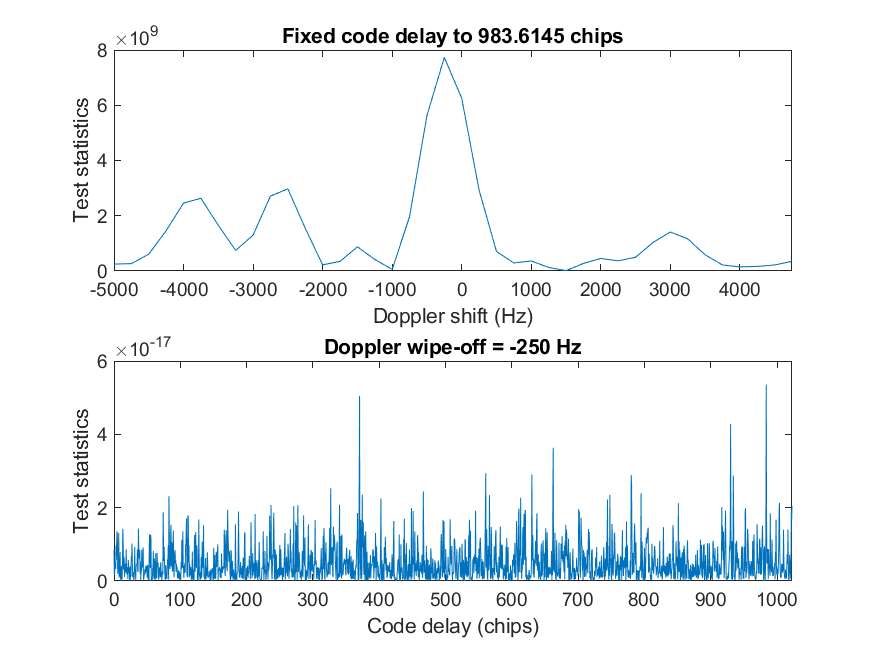 Fixed code delay to 983.6145 chips
×10⁹
8
6
4
2
0
Test statistics
-5000 -4000 -3000 -2000 -1000 0 1000 2000 3000 4000
Doppler shift (Hz)
Doppler wipe-off = -250 Hz
×10⁻¹⁷
6
4
2
0
Test statistics
0 100 200 300 400 500 600 700 800 900 1000
Code delay (chips)